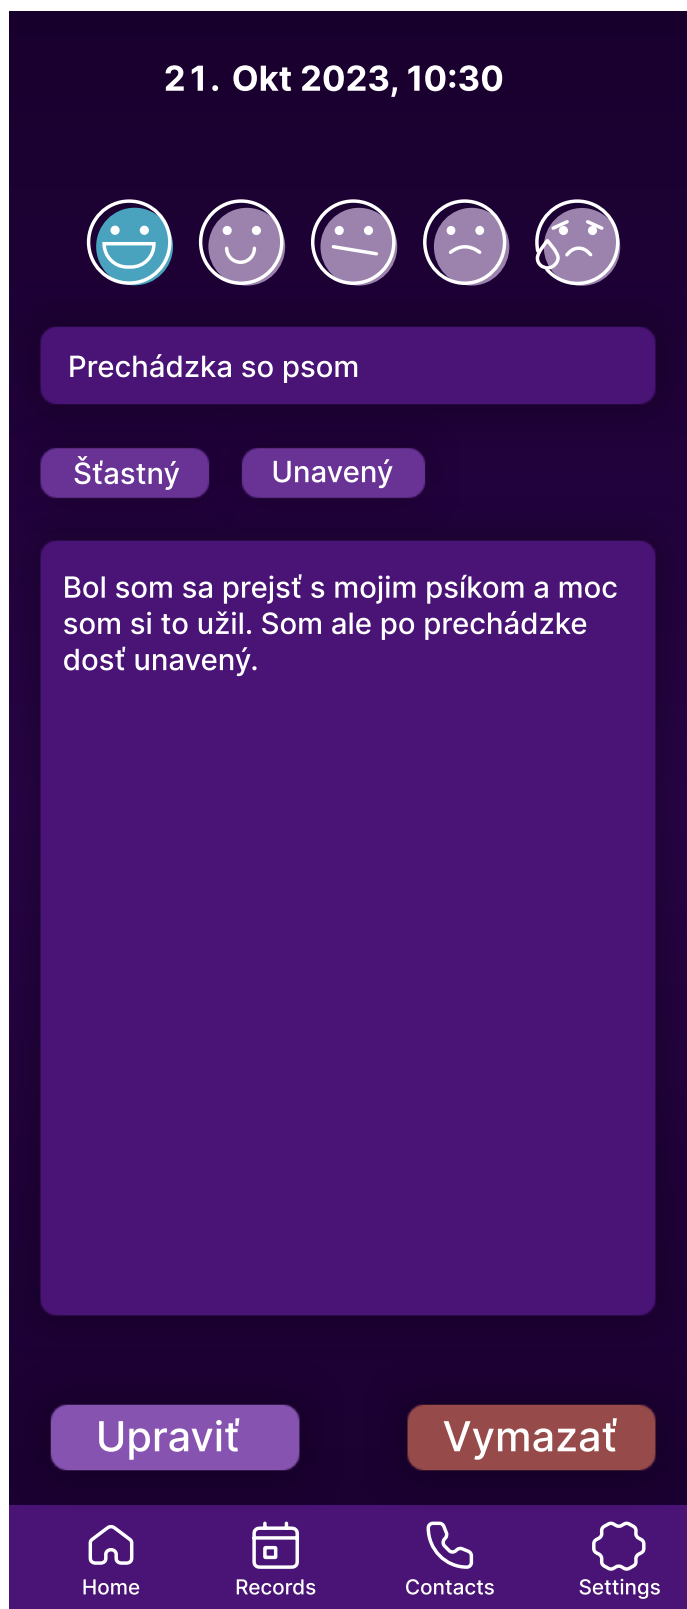 21. Okt 2023, 10:30
Prechádzka so psom
Šťastný
Unavený
Bol som sa prejsť s mojim psíkom a moc
som si to užil. Som ale po prechádzke
dosť unavený.
Upraviť
Vymazať
Home
Records
Contacts
Settings